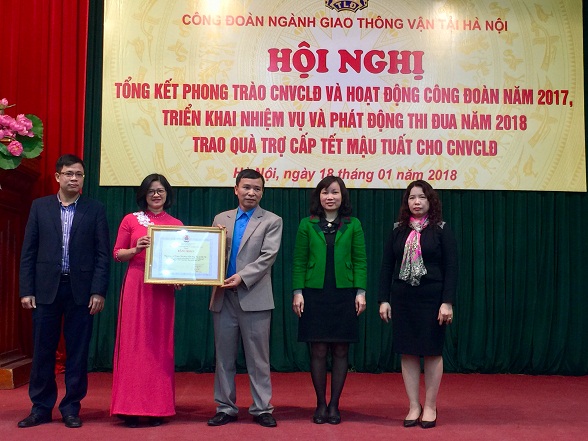 TLĐ
CÔNG ĐOÀN NGÀNH GIAO THÔNG VẬN TẢI HÀ NỘI
HỘI NGHỊ
TỔNG KẾT PHONG TRÀO CNVCLĐ VÀ HOẠT ĐỘNG CÔNG ĐOÀN NĂM 2017,
TRIỂN KHAI NHIỆM VỤ VÀ PHÁT ĐỘNG THI ĐUA NĂM 2018
TRAO QUÀ TRỢ CẤP TẾT MẬU TUẤT CHO CNVCLĐ
Hà Nội, ngày 18 tháng 01 năm 2018